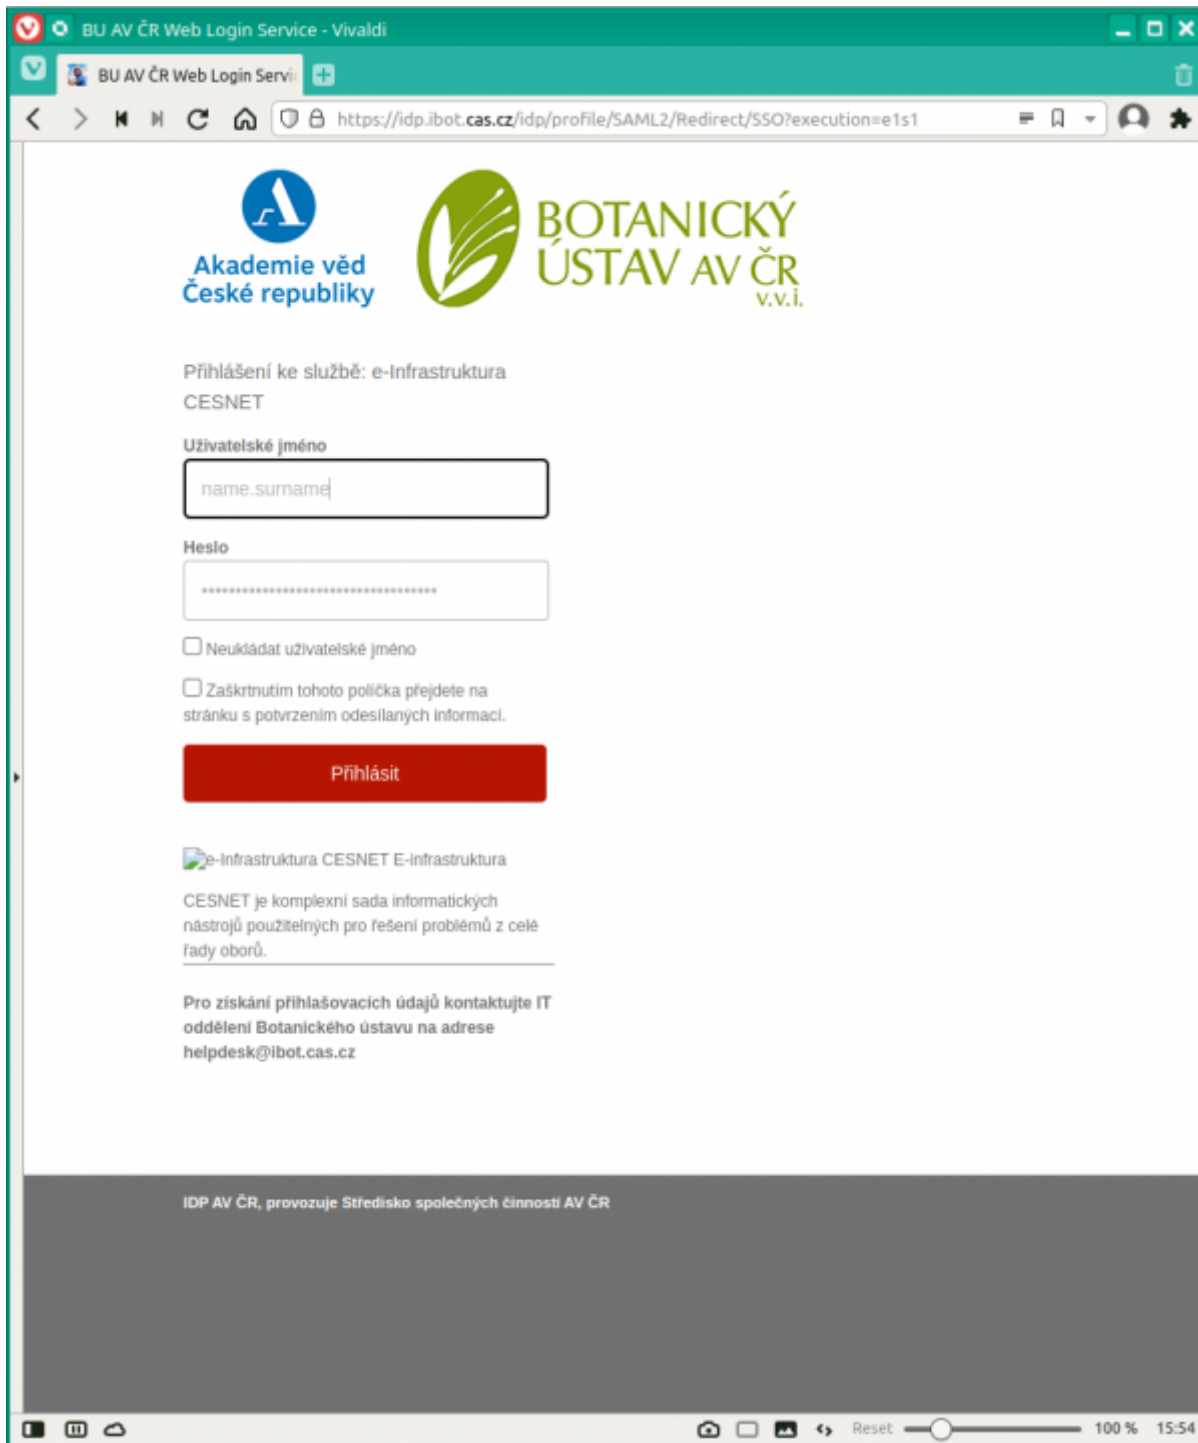 BU AV ČR Web Login Service - Vivaldi
BU AV ČR Web Login Servi
https://idp.ibot.cas.cz/idp/profile/SAML2/Redirect/SSO?execution=e1s1
Akademie věd
České republiky
BOTANICKÝ
ÚSTAV AV ČR
v.v.i.
Přihlášení ke službě: e-Infrastruktura
CESNET
Uživatelské jméno
name.surname
Heslo
Neukládat uživatelské jméno
Zaškrtnutím tohoto políčka přejdete na
stránku s potvrzením odesílaných informací.
Přihlásit
e-Infrastruktura CESNET E-infrastruktura
CESNET je komplexní sada informatických
nástrojů použitelných pro řešení problémů z celé
řady oborů.
Pro získání přihlašovacích údajů kontaktujte IT
oddělení Botanického ústavu na adrese
helpdesk@ibot.cas.cz
IDP AV ČR, provozuje Středisko společných činností AV ČR
Reset 100 % 15:54